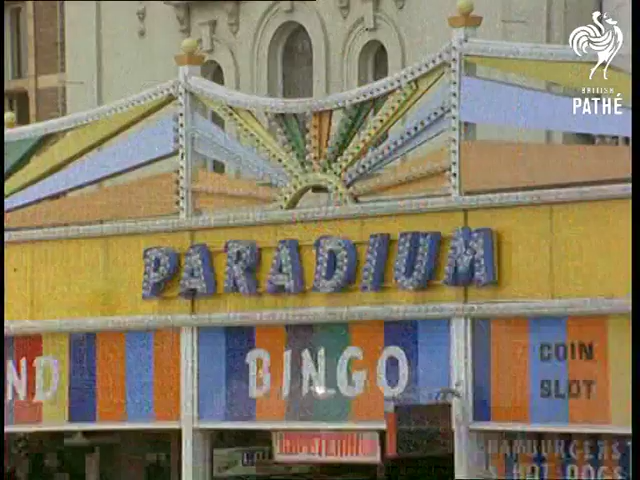 BRITISH
PATHÉ
PARADIUM
ND
BINGO
COIN
SLOT
HAMBURGERS
HOT DOGS